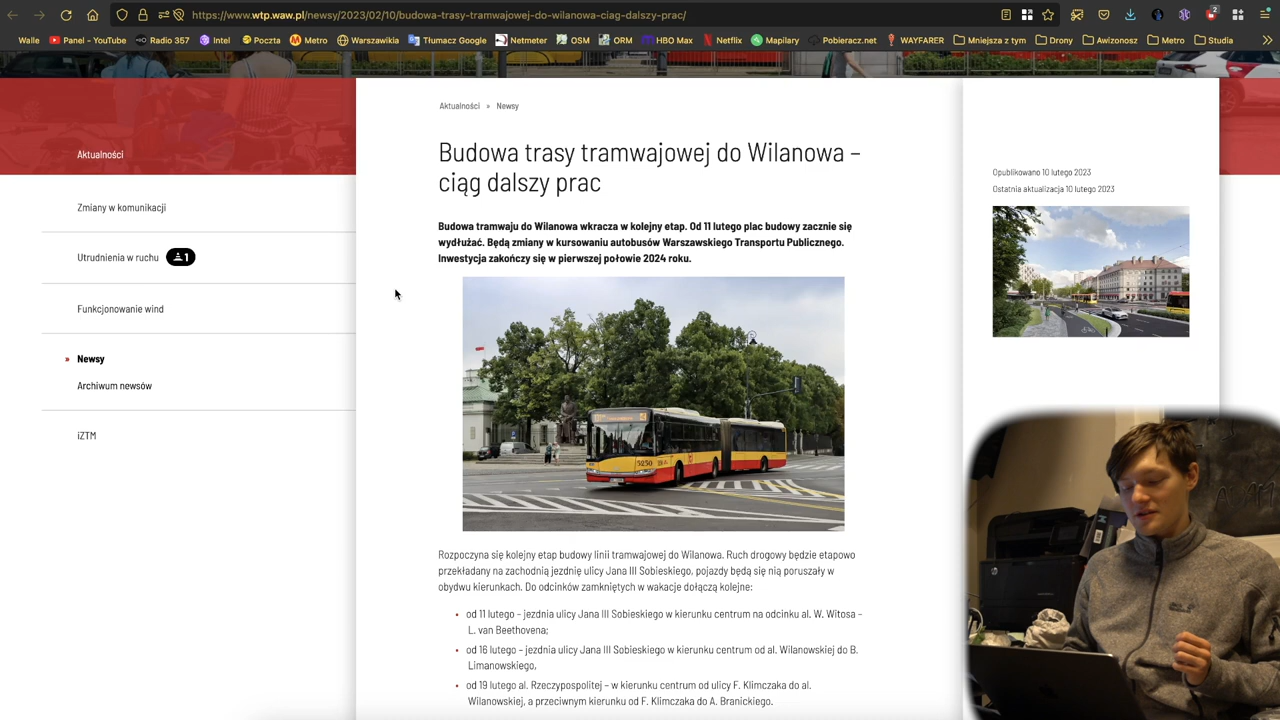 https://www.wtp.waw.pl/newsy/2023/02/10/budowa-trasy-tramwajowej-do-wilanowa-ciag-dalszy-prac/
2
Walle
Panel - YouTube
Radio 357
Intel
Poczta
Metro
Warszawikia
Tłumacz Google
Netmeter
OSM
ORM
HBO Max
Netflix
Mapilary
Pobieracz.net
WAYFARER
Mniejsza z tym
Drony
Awizonosz
Metro
Studia
Aktualności
Zmiany w komunikacji
Utrudnienia w ruchu 1
Funkcjonowanie wind
» Newsy
Archiwum newsów
iZTM
Aktualności » Newsy
Budowa trasy tramwajowej do Wilanowa –
ciąg dalszy prac
Budowa tramwaju do Wilanowa wkracza w kolejny etap. Od 11 lutego plac budowy zacznie się
wydłużać. Będą zmiany w kursowaniu autobusów Warszawskiego Transportu Publicznego.
Inwestycja zakończy się w pierwszej połowie 2024 roku.
5230
Rozpoczyna się kolejny etap budowy linii tramwajowej do Wilanowa. Ruch drogowy będzie etapowo
przekładany na zachodnią jezdnię ulicy Jana III Sobieskiego, pojazdy będą się nią poruszały w
obydwu kierunkach. Do odcinków zamkniętych w wakacje dołączą kolejne:
• od 11 lutego – jezdnia ulicy Jana III Sobieskiego w kierunku centrum na odcinku al. W. Witosa –
L. van Beethovena;
• od 16 lutego – jezdnia ulicy Jana III Sobieskiego w kierunku centrum od al. Wilanowskiej do B.
Limanowskiego,
• od 19 lutego al. Rzeczypospolitej – w kierunku centrum od ulicy F. Klimczaka do al.
Wilanowskiej, a przeciwnym kierunku od F. Klimczaka do A. Branickiego.
Opublikowano 10 lutego 2023
Ostatnia aktualizacja 10 lutego 2023